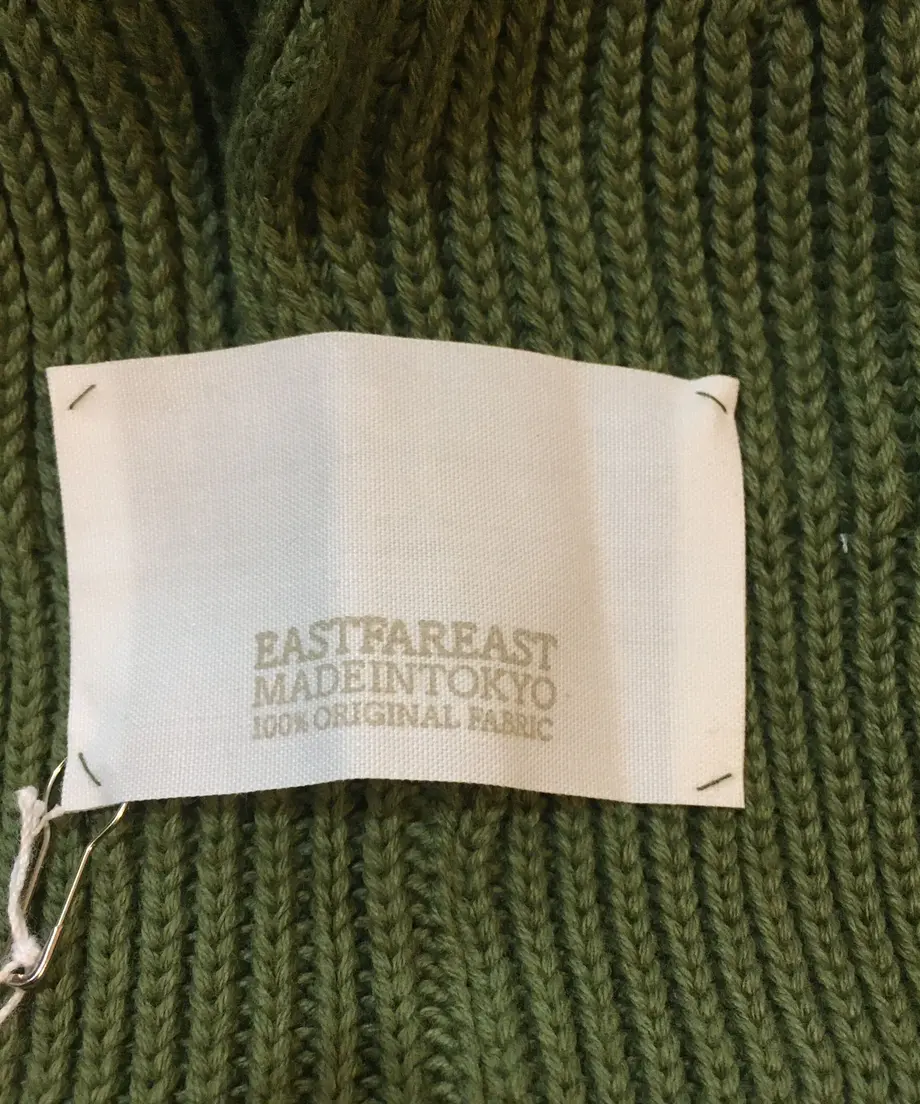 EASTFAREAST
MADEINTOKYO
100% ORIGINAL FABRIC